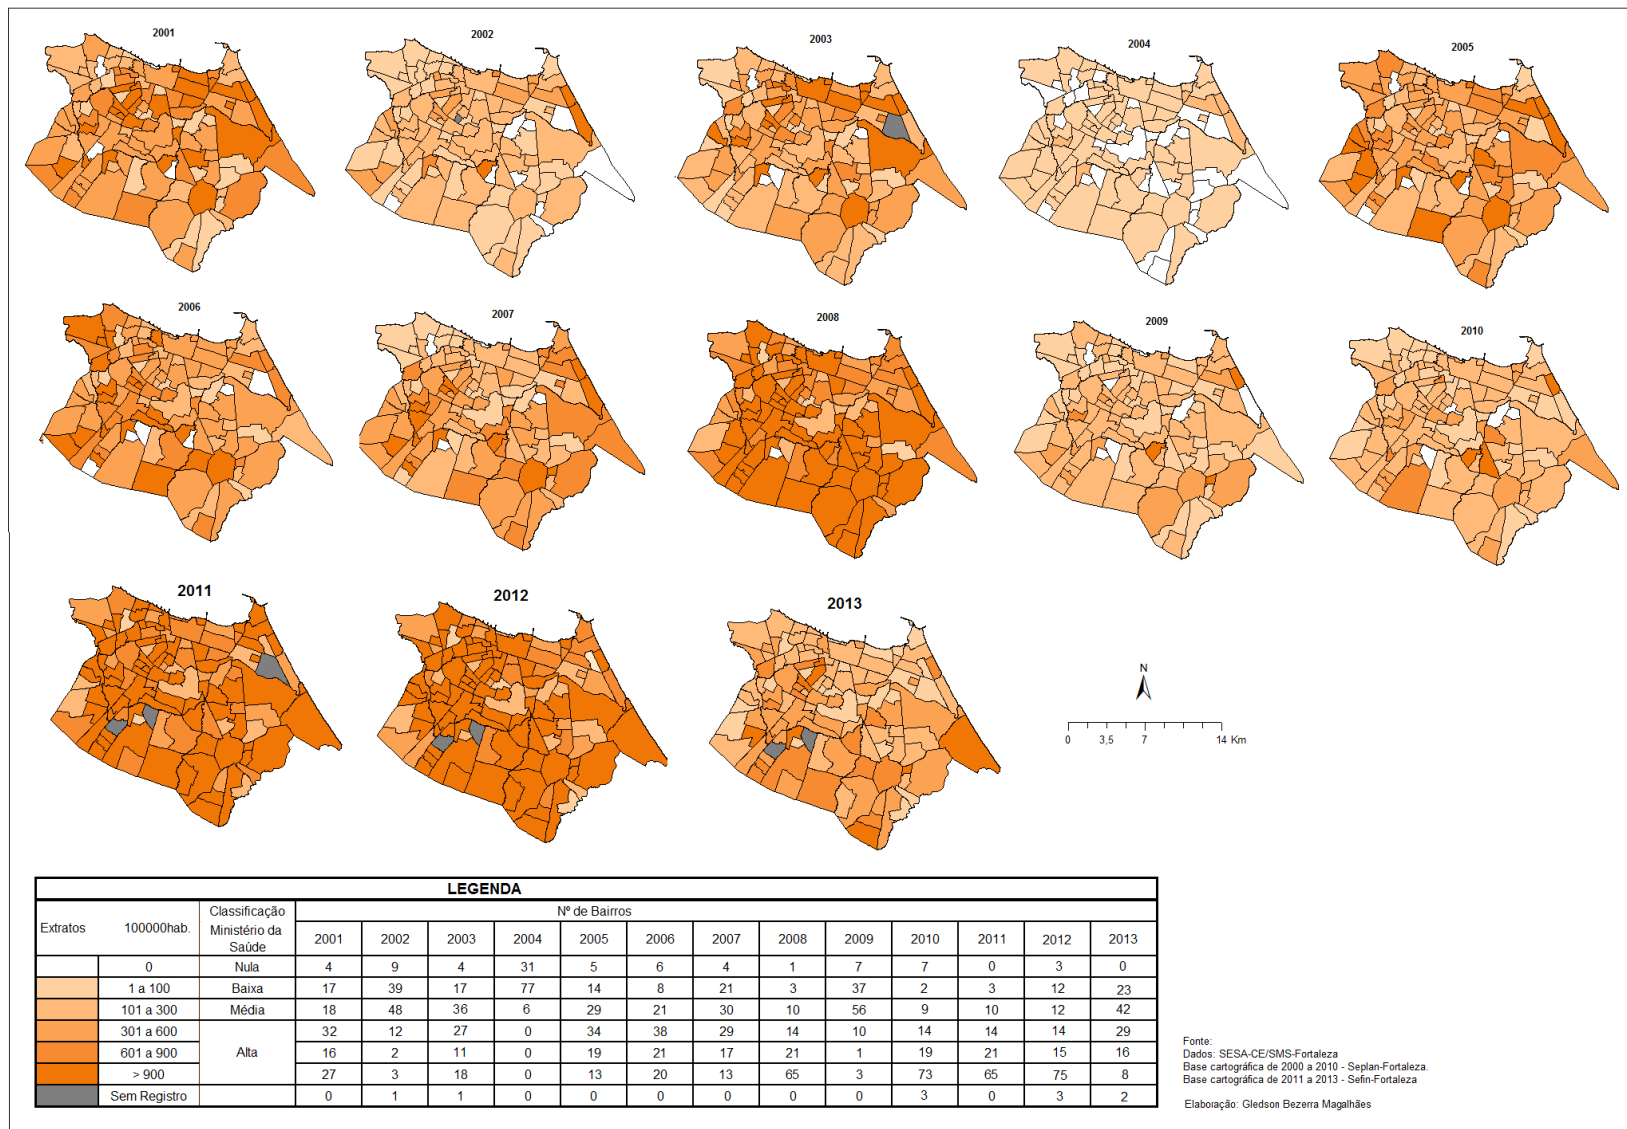 2001
2002
2003
2004
2005
2006
2007
2008
2009
2010
2011
2012
2013
N
0 3,5 7 14 Km
LEGENDA
Extratos 100000hab. Classificação Ministério da Saúde Nº de Bairros
2001 2002 2003 2004 2005 2006 2007 2008 2009 2010 2011 2012 2013
0 Nula 4 9 4 31 5 6 4 1 7 7 0 3 0
1 a 100 Baixa 17 39 17 77 14 8 21 3 37 2 3 12 23
101 a 300 Média 18 48 36 6 29 21 30 10 56 9 10 12 42
301 a 600 Alta 32 12 27 0 34 38 29 14 10 14 14 14 29
601 a 900 16 2 11 0 19 21 17 21 1 19 21 15 16
> 900 27 3 18 0 13 20 13 65 3 73 65 75 8
Sem Registro 0 1 1 0 0 0 0 0 0 3 0 3 2
Fonte:
Dados: SESA-CE/SMS-Fortaleza
Base cartográfica de 2000 a 2010 - Seplan-Fortaleza.
Base cartográfica de 2011 a 2013 - Sefin-Fortaleza
Elaboração: Gledson Bezerra Magalhães